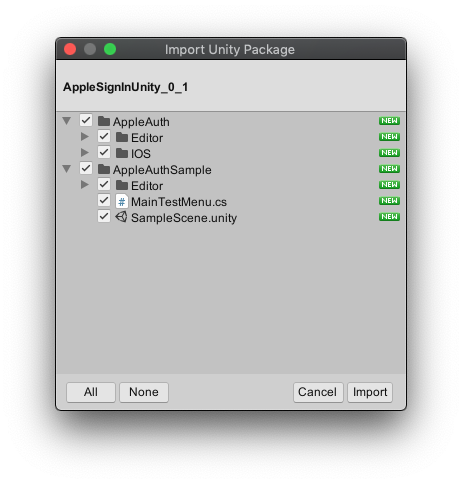 Import Unity Package
AppleSignInUnity_0_1
AppleAuth NEW
Editor NEW
IOS NEW
AppleAuthSample NEW
Editor NEW
# MainTestMenu.cs NEW
SampleScene.unity NEW
All None Cancel Import